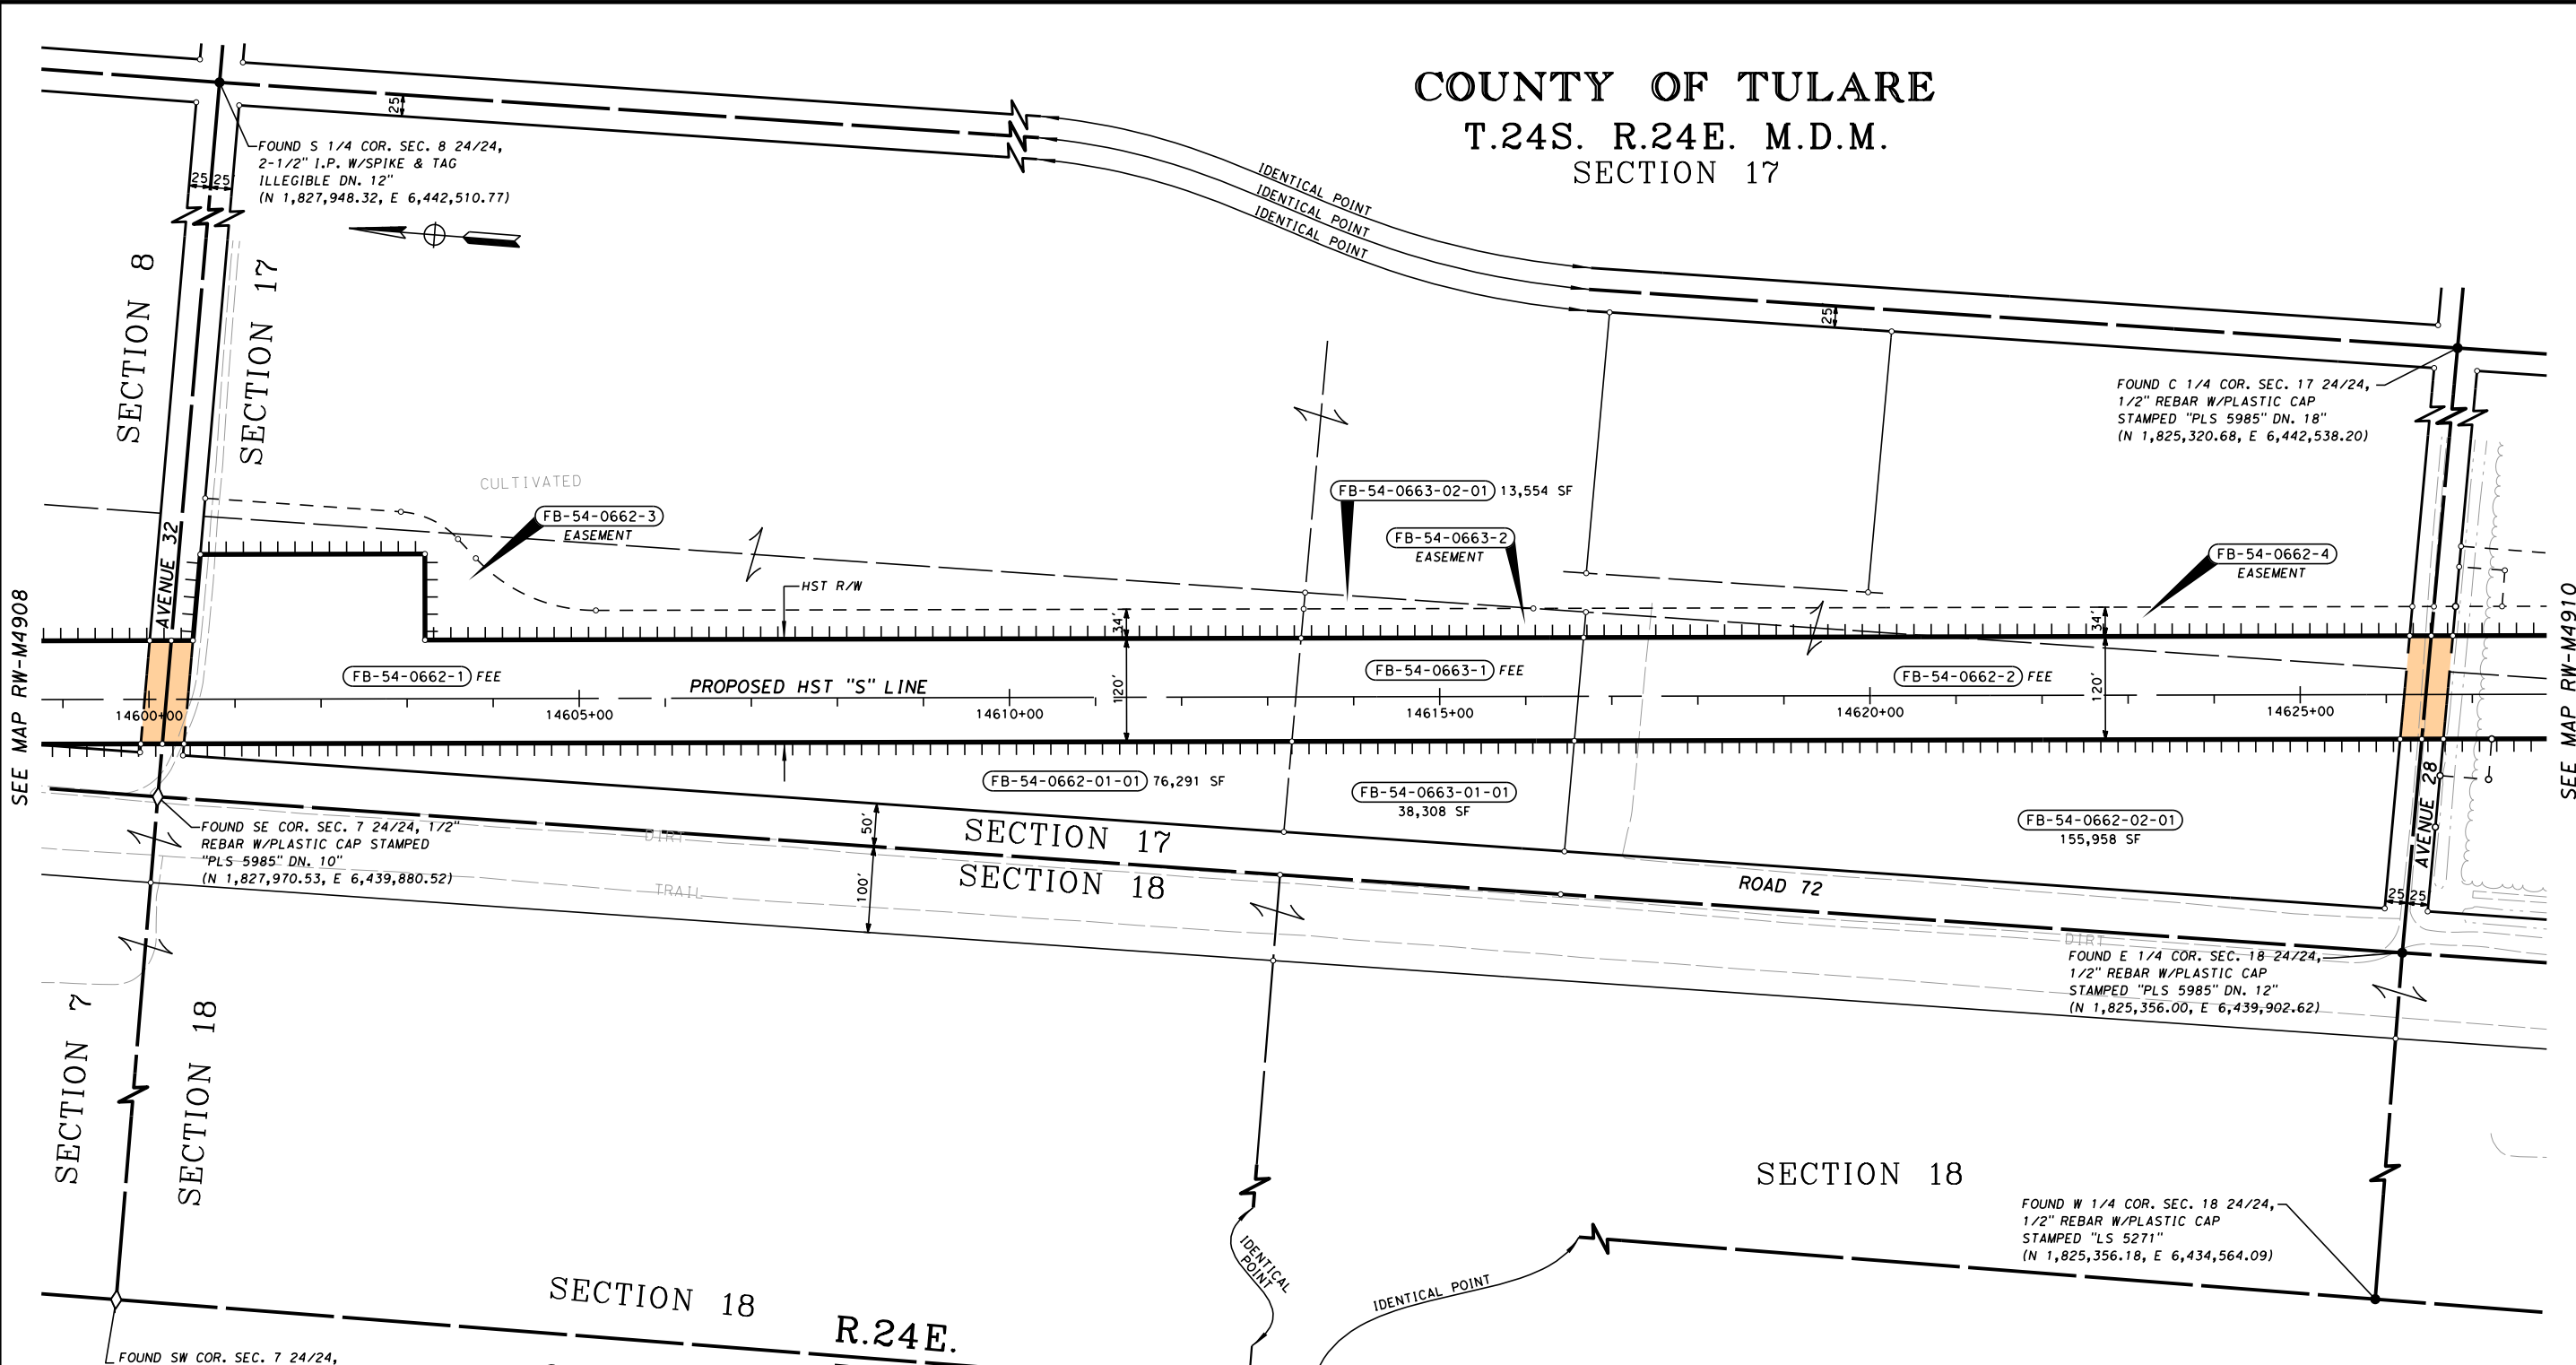 COUNTY OF TULARE
T.24S. R.24E. M.D.M.
SECTION 17
25
FOUND S 1/4 COR. SEC. 8 24/24,
2-1/2" I.P. W/SPIKE & TAG
ILLEGIBLE DN. 12"
(N 1,827,948.32, E 6,442,510.77)
25 25
IDENTICAL POINT
IDENTICAL POINT
IDENTICAL POINT
SECTION 8
SECTION 17
25
FOUND C 1/4 COR. SEC. 17 24/24,
1/2" REBAR W/PLASTIC CAP
STAMPED "PLS 5985" DN. 18"
(N 1,825,320.68, E 6,442,538.20)
CULTIVATED
FB-54-0662-3
EASEMENT
FB-54-0663-02-01 13,554 SF
FB-54-0663-2
EASEMENT
FB-54-0662-4
EASEMENT
AVENUE 32
HST R/W
34'
34'
SEE MAP RW-M4908
SEE MAP RW-M4910
FB-54-0662-1 FEE
PROPOSED HST "S" LINE
120'
FB-54-0663-1 FEE
FB-54-0662-2 FEE
120'
14600+00
14605+00
14610+00
14615+00
14620+00
14625+00
FB-54-0662-01-01 76,291 SF
FB-54-0663-01-01
38,308 SF
FB-54-0662-02-01
155,958 SF
AVENUE 28
FOUND SE COR. SEC. 7 24/24, 1/2"
REBAR W/PLASTIC CAP STAMPED
"PLS 5985" DN. 10"
(N 1,827,970.53, E 6,439,880.52)
DIRT
50'
SECTION 17
TRAIL
100'
SECTION 18
ROAD 72
25 25
DIRT
FOUND E 1/4 COR. SEC. 18 24/24,
1/2" REBAR W/PLASTIC CAP
STAMPED "PLS 5985" DN. 12"
(N 1,825,356.00, E 6,439,902.62)
SECTION 7
SECTION 18
SECTION 18
FOUND W 1/4 COR. SEC. 18 24/24,
1/2" REBAR W/PLASTIC CAP
STAMPED "LS 5271"
(N 1,825,356.18, E 6,434,564.09)
IDENTICAL
POINT
IDENTICAL POINT
SECTION 18
R.24E.
FOUND SW COR. SEC. 7 24/24,